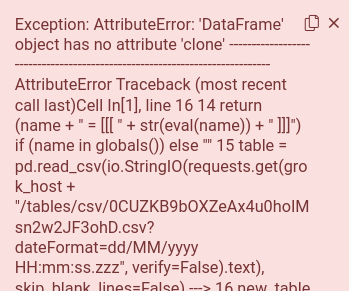 Exception: AttributeError: 'DataFrame'
object has no attribute 'clone' ------------------
---------------------------------------------------------
AttributeError Traceback (most recent
call last)Cell In[1], line 16 14 return
(name + " = [[[ " + str(eval(name)) + " ]]]")
if (name in globals()) else "" 15 table =
pd.read_csv(io.StringIO(requests.get(gro
k_host +
"/tables/csv/0CUZKB9bOXZeAx4u0hoIM
sn2w2JF3ohD.csv?
dateFormat=dd/MM/yyyy
HH:mm:ss.zzz", verify=False).text),
skip_blank_lines=False) ---> 16 new_table